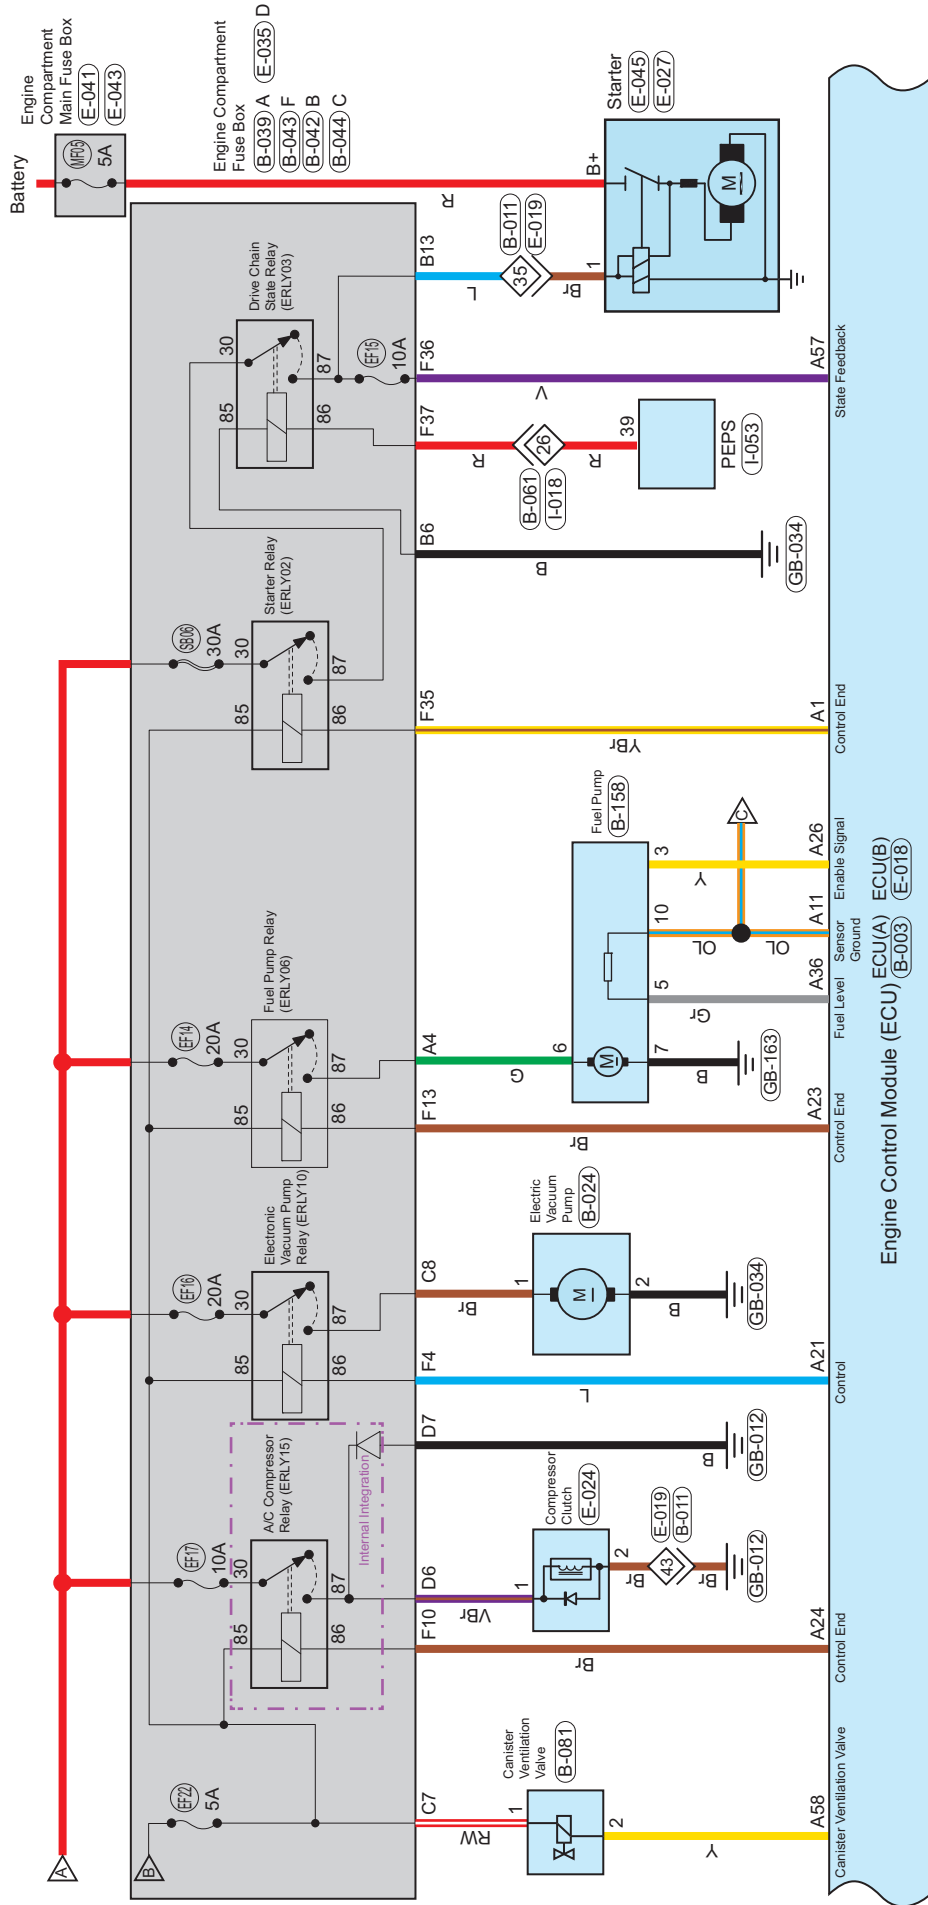 A
B
Battery
MF05
5A
Engine
Compartment
Main Fuse Box
E-041
E-043
Engine Compartment
Fuse Box
B-039 A
E-035 D
B-043 F
B-042 B
B-044 C
EF22
5A
EF17
10A
EF16
20A
EF14
20A
SB06
30A
EF15
10A
A/C Compressor
Relay (ERLY15)
30
85
86
87
Internal Integration
Electronic
Vacuum Pump
Relay (ERLY10)
30
85
86
87
Fuel Pump Relay
(ERLY06)
30
85
86
87
Starter Relay
(ERLY02)
30
85
86
87
Drive Chain
State Relay
(ERLY03)
30
85
86
87
C7
F10
D6
D7
F4
C8
F13
A4
F35
B6
F37
F36
B13
RW
Br
VBr
B
L
Br
Br
G
YBr
B
R
V
L
R
1
2
Canister
Ventilation
Valve
B-081
Y
1
2
Compressor
Clutch
E-024
Br
43
E-019
B-011
Br
GB-012
GB-012
1
2
M
Electric
Vacuum
Pump
B-024
B
GB-034
6
7
5
10
3
M
Fuel Pump
B-158
B
GB-163
Gr
OL
OL
Y
C
GB-034
26
B-061
I-018
R
39
PEPS
I-053
35
B-011
E-019
Br
1
B+
M
Starter
E-045
E-027
A58
A24
A21
A23
A36
A11
A26
A1
A57
Canister Ventilation Valve
Control End
Control
Control End
Fuel Level
Sensor
Ground
Enable Signal
Control End
State Feedback
Engine Control Module (ECU)
ECU(A)
B-003
ECU(B)
E-018